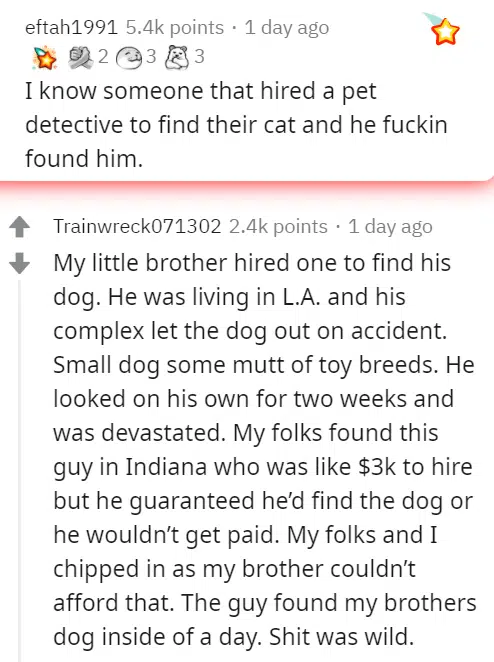 eftah1991 5.4k points · 1 day ago
2 3 3
I know someone that hired a pet
detective to find their cat and he fuckin
found him.
Trainwreck071302 2.4k points · 1 day ago
My little brother hired one to find his
dog. He was living in L.A. and his
complex let the dog out on accident.
Small dog some mutt of toy breeds. He
looked on his own for two weeks and
was devastated. My folks found this
guy in Indiana who was like $3k to hire
but he guaranteed he’d find the dog or
he wouldn’t get paid. My folks and I
chipped in as my brother couldn’t
afford that. The guy found my brothers
dog inside of a day. Shit was wild.